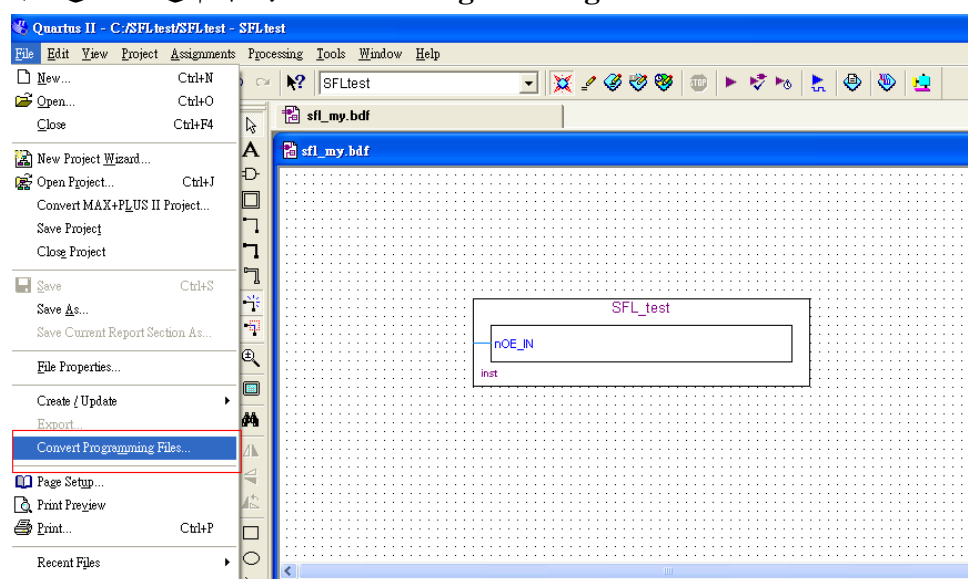 Quartus II - C:/SFLtest/SFLtest - SFLtest
File Edit View Project Assignments Processing Tools Window Help
New... Ctrl+N
SFLtest
Open... Ctrl+O
Close Ctrl+F4
sfl_my.bdf
sfl_my.bdf
New Project Wizard...
Open Project... Ctrl+J
Convert MAX+PLUS II Project...
Save Project
Close Project
Save Ctrl+S
Save As...
Save Current Report Section As...
File Properties...
Create / Update
Export...
Convert Programming Files...
Page Setup...
Print Preview
Print... Ctrl+P
Recent Files
SFL_test
nOE_IN
inst